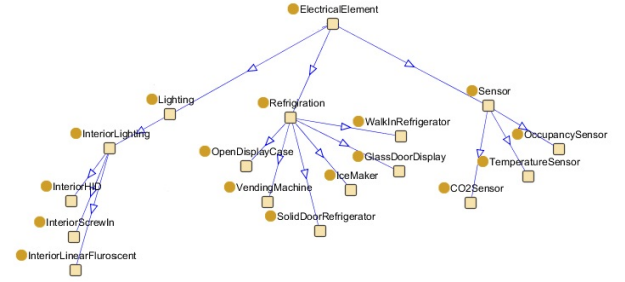 ElectricalElement
Lighting
Refrigiration
Sensor
InteriorLighting
WalkInRefrigerator
OccupancySensor
OpenDisplayCase
GlassDoorDisplay
TemperatureSensor
InteriorHID
VendingMachine
IceMaker
CO2Sensor
InteriorScrewIn
SolidDoorRefrigerator
InteriorLinearFluroscent